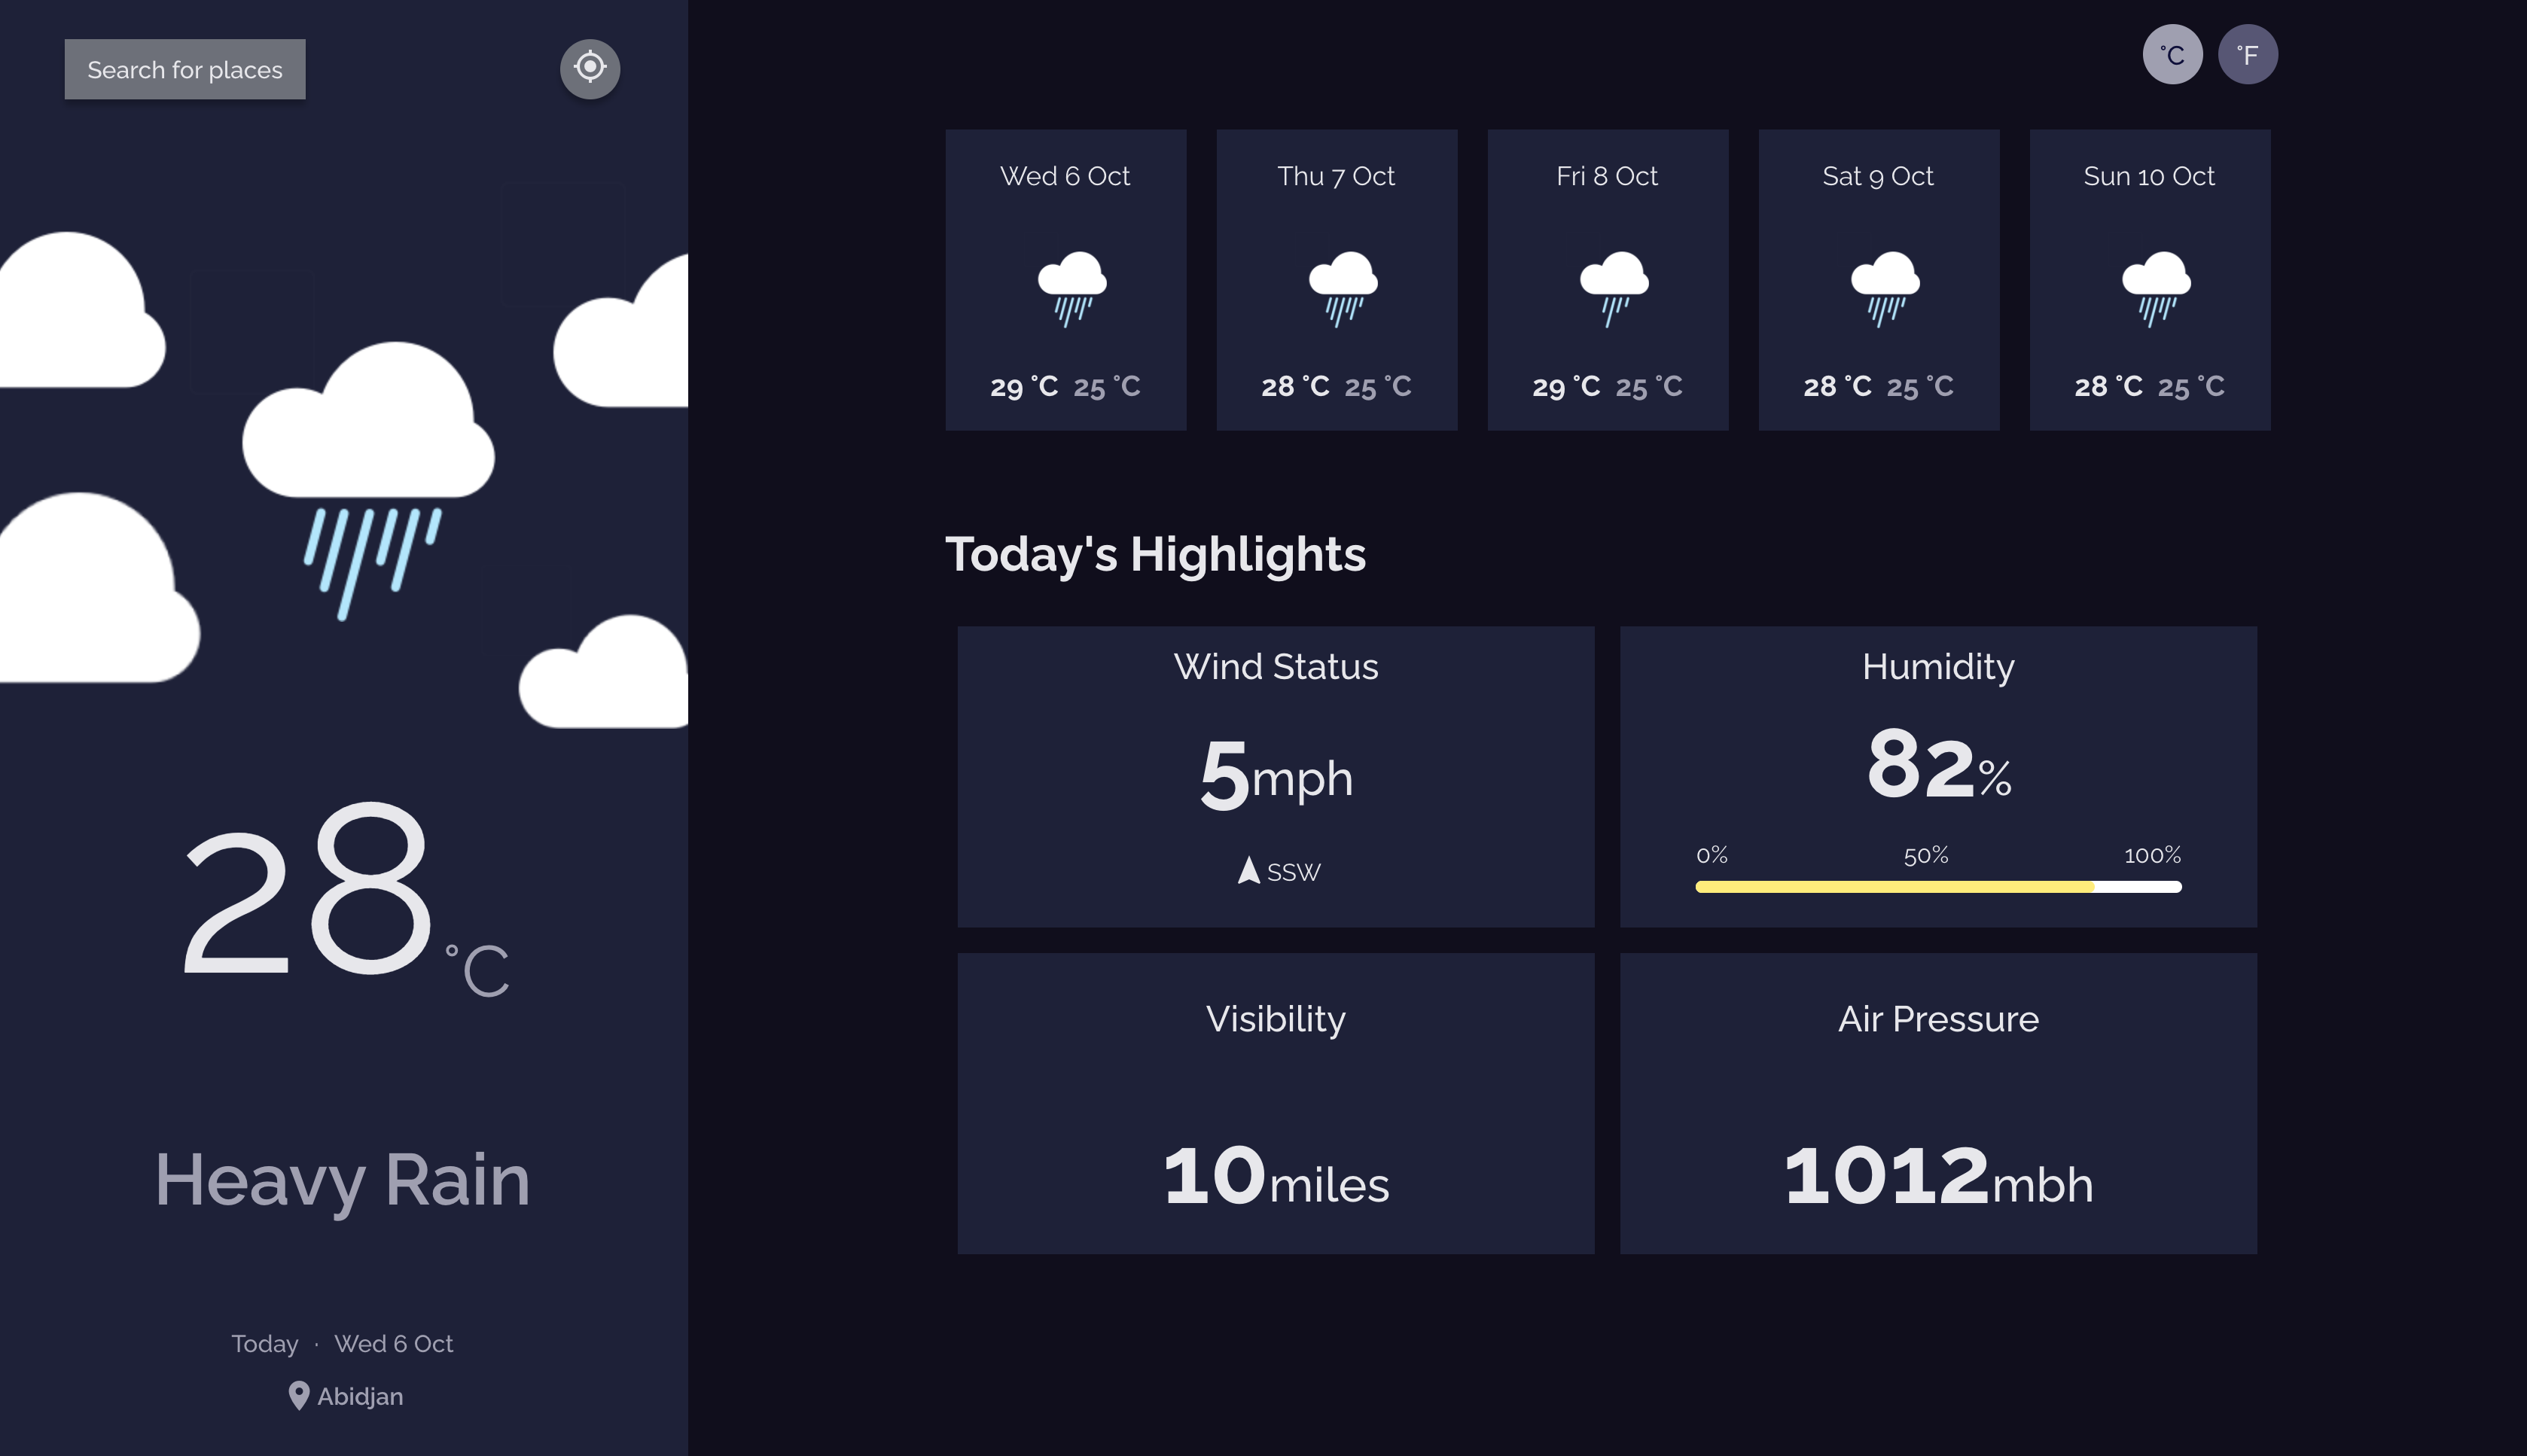 Search for places
28°C
Heavy Rain
Today · Wed 6 Oct
Abidjan
°C °F
Wed 6 Oct
29 °C 25 °C
Thu 7 Oct
28 °C 25 °C
Fri 8 Oct
29 °C 25 °C
Sat 9 Oct
28 °C 25 °C
Sun 10 Oct
28 °C 25 °C
Today's Highlights
Wind Status
5mph
SSW
Humidity
82%
0% 50% 100%
Visibility
10miles
Air Pressure
1012mbh